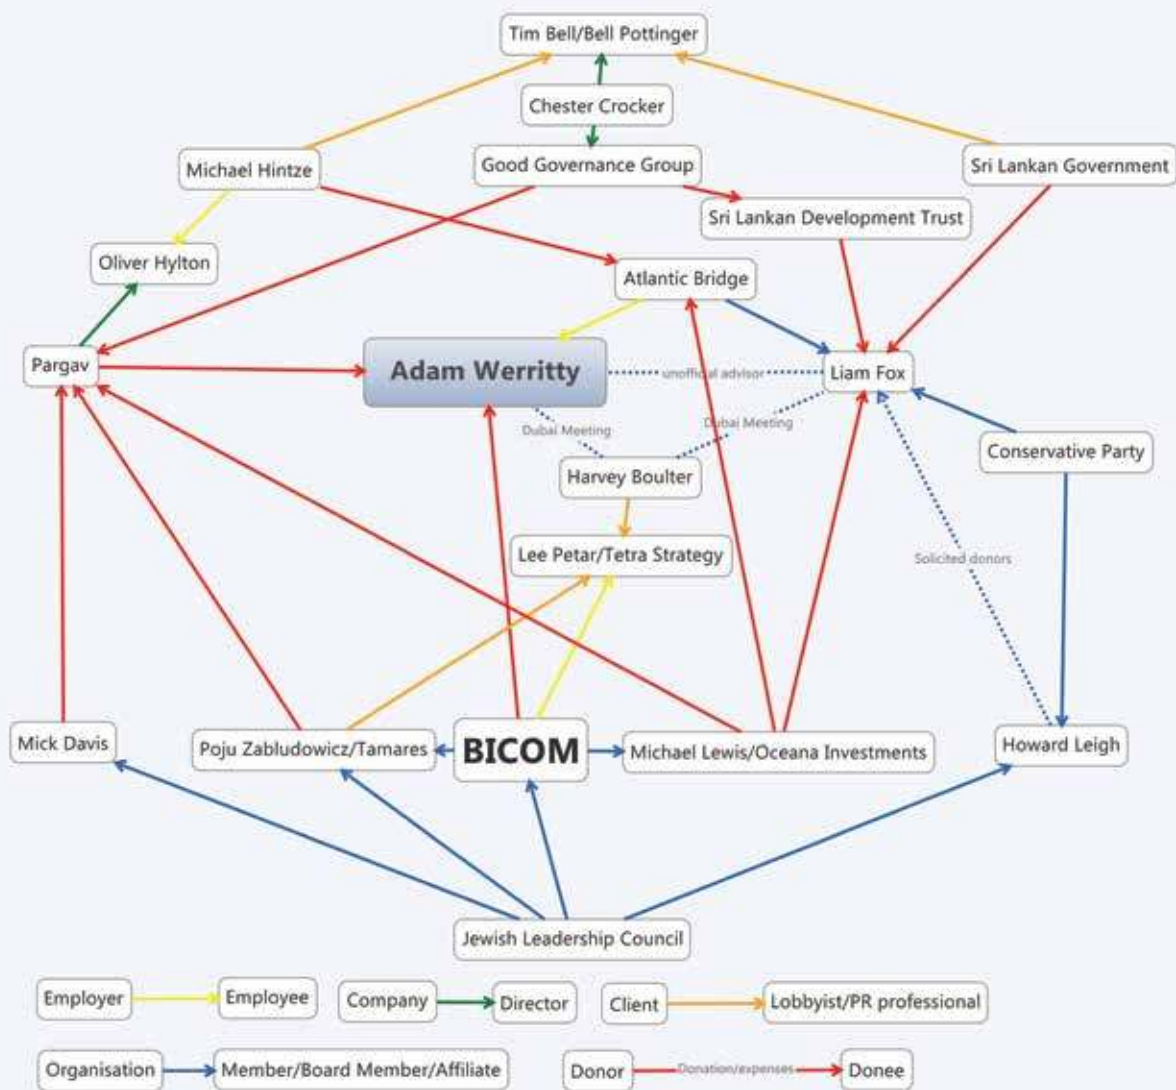 Tim Bell/Bell Pottinger
Chester Crocker
Michael Hintze
Good Governance Group
Sri Lankan Government
Sri Lankan Development Trust
Oliver Hylton
Atlantic Bridge
Pargav
Adam Werritty
unofficial advisor
Liam Fox
Dubai Meeting
Dubai Meeting
Conservative Party
Harvey Boulter
Lee Petar/Tetra Strategy
Solicited donors
Mick Davis
Poju Zabludowicz/Tamares
BICOM
Michael Lewis/Oceana Investments
Howard Leigh
Jewish Leadership Council
Employer
Employee
Company
Director
Client
Lobbyist/PR professional
Organisation
Member/Board Member/Affiliate
Donor
Donation/expenses
Donee